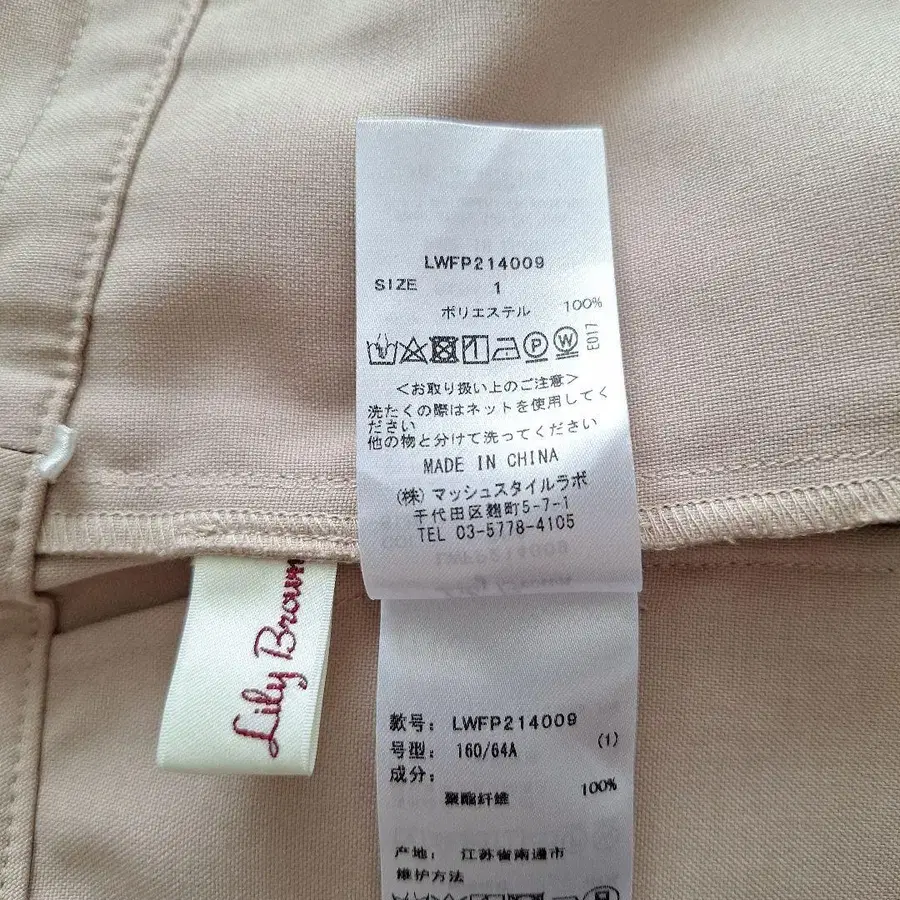 LWFP214009
SIZE 1
ポリエステル 100%
E017
<お取り扱い上のご注意>
洗たくの際はネットを使用してく
ださい
他の物と分けて洗ってください
MADE IN CHINA
(株)マッシュスタイルラボ
千代田区麹町5-7-1
TEL 03-5778-4105
Lily Brown
款号: LWFP214009
号型: 160/64A (1)
成分:
聚酯纤维 100%
产地: 江苏省南通市
维护方法